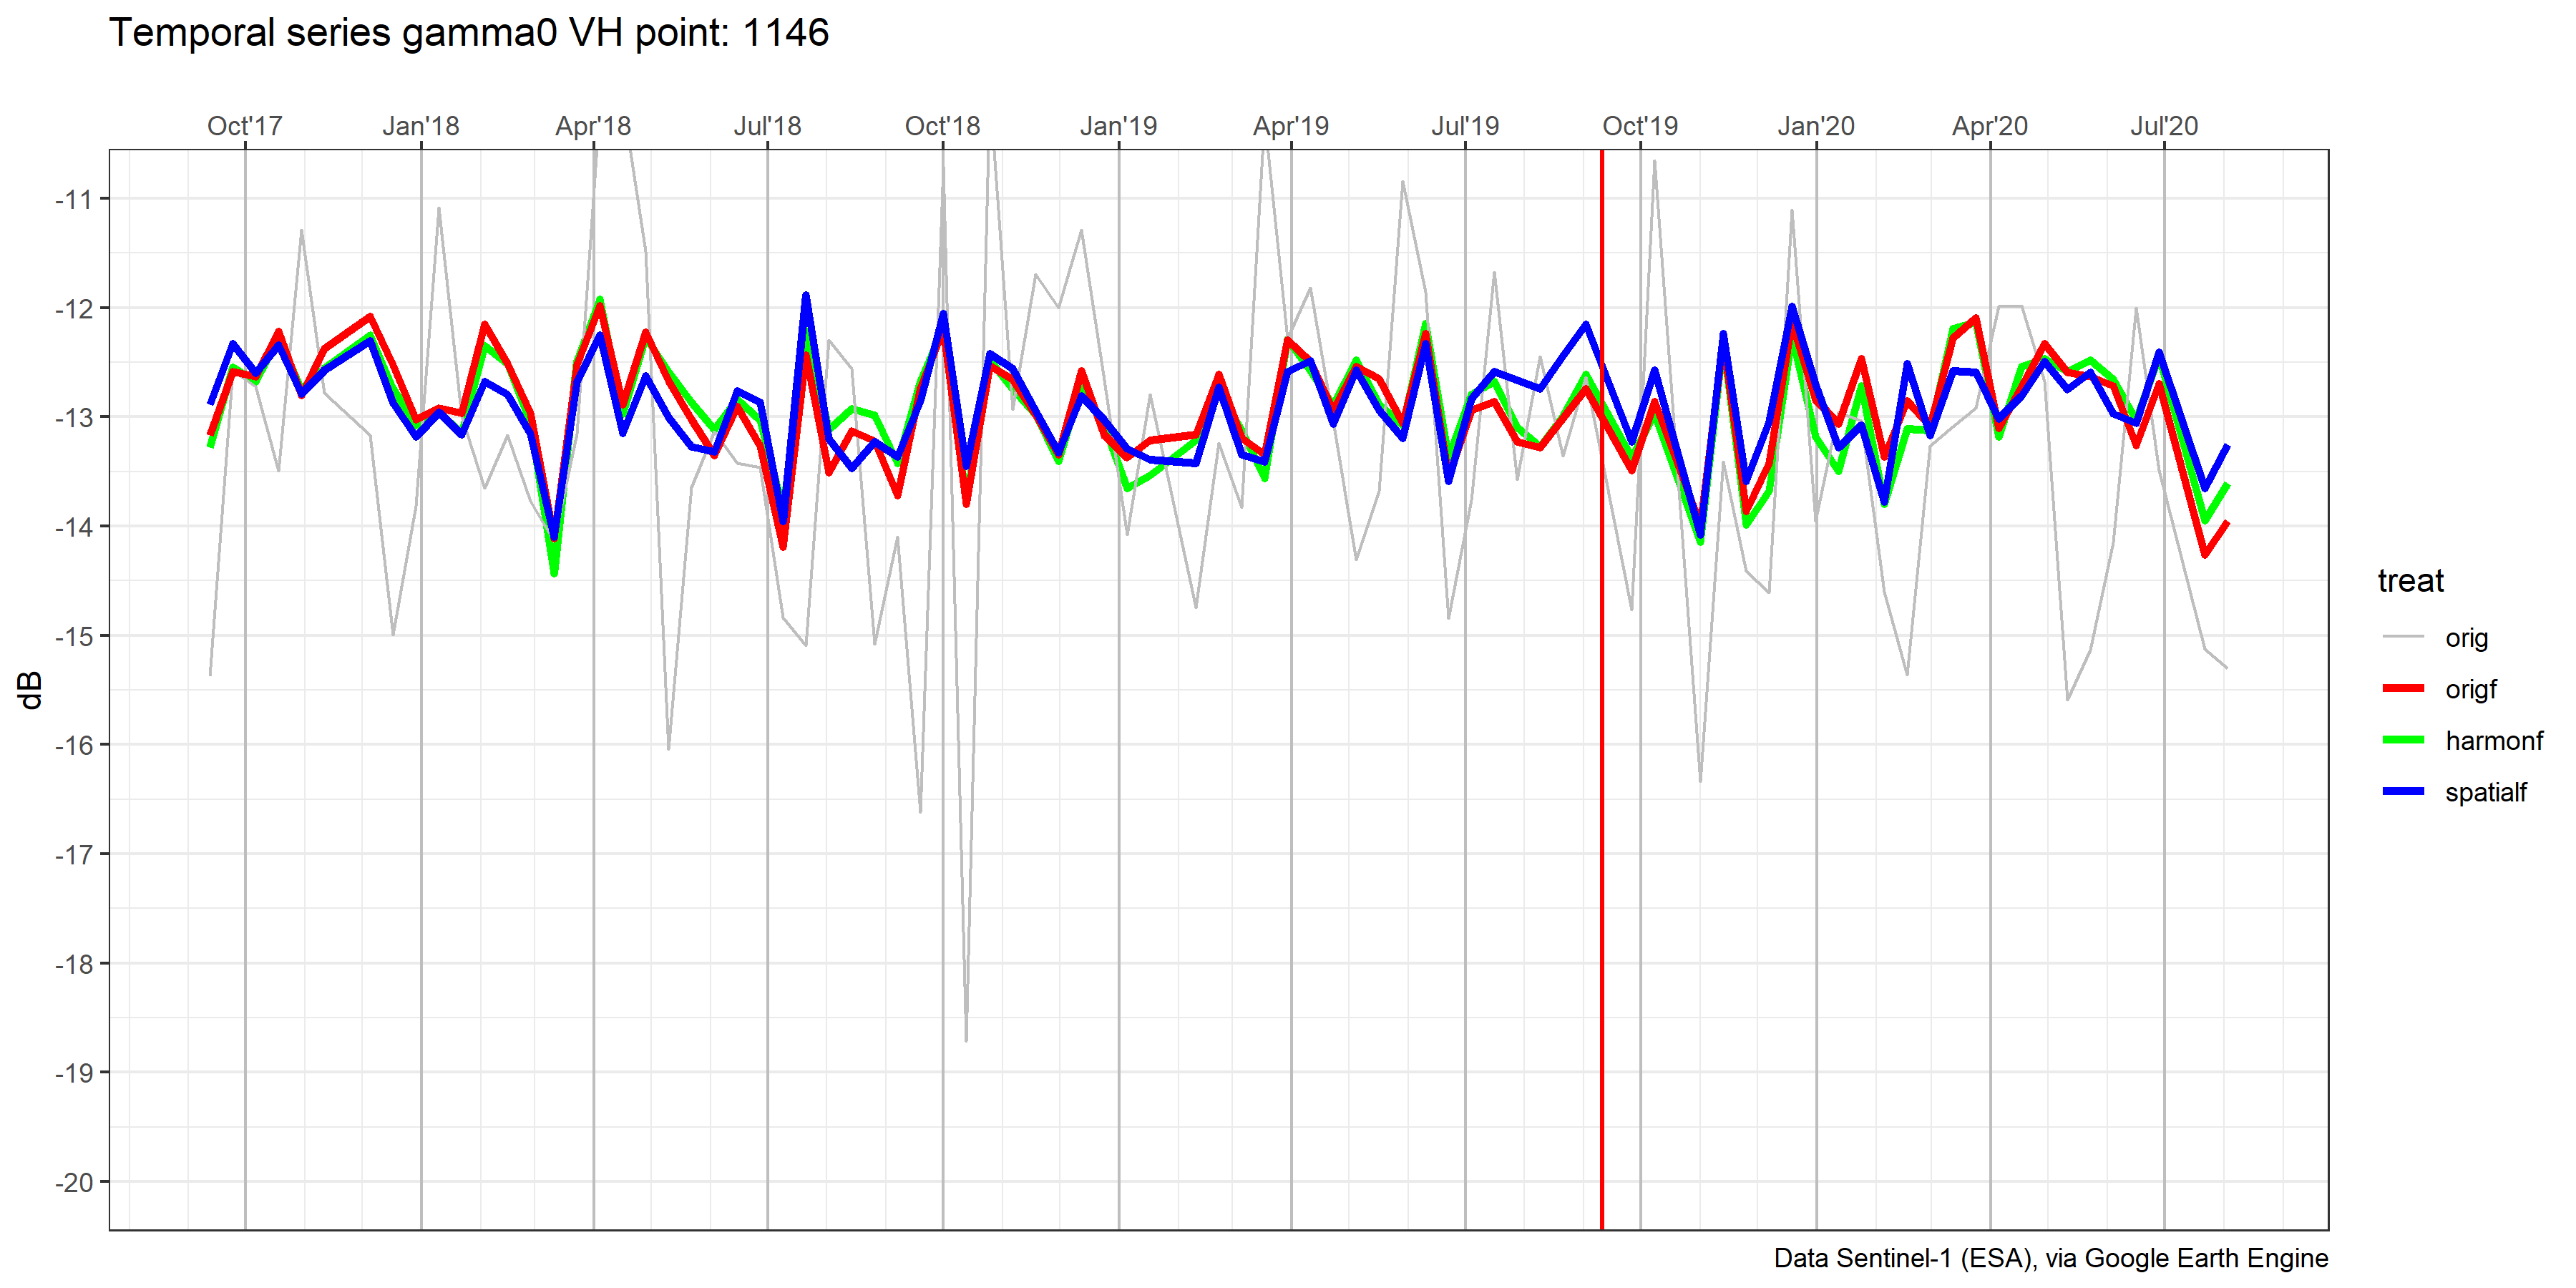 Temporal series gamma0 VH point: 1146
Oct'17 Jan'18 Apr'18 Jul'18 Oct'18 Jan'19 Apr'19 Jul'19 Oct'19 Jan'20 Apr'20 Jul'20
-11
-12
-13
-14
-15
-16
-17
-18
-19
-20
dB
treat
orig
origf
harmonf
spatialf
Data Sentinel-1 (ESA), via Google Earth Engine